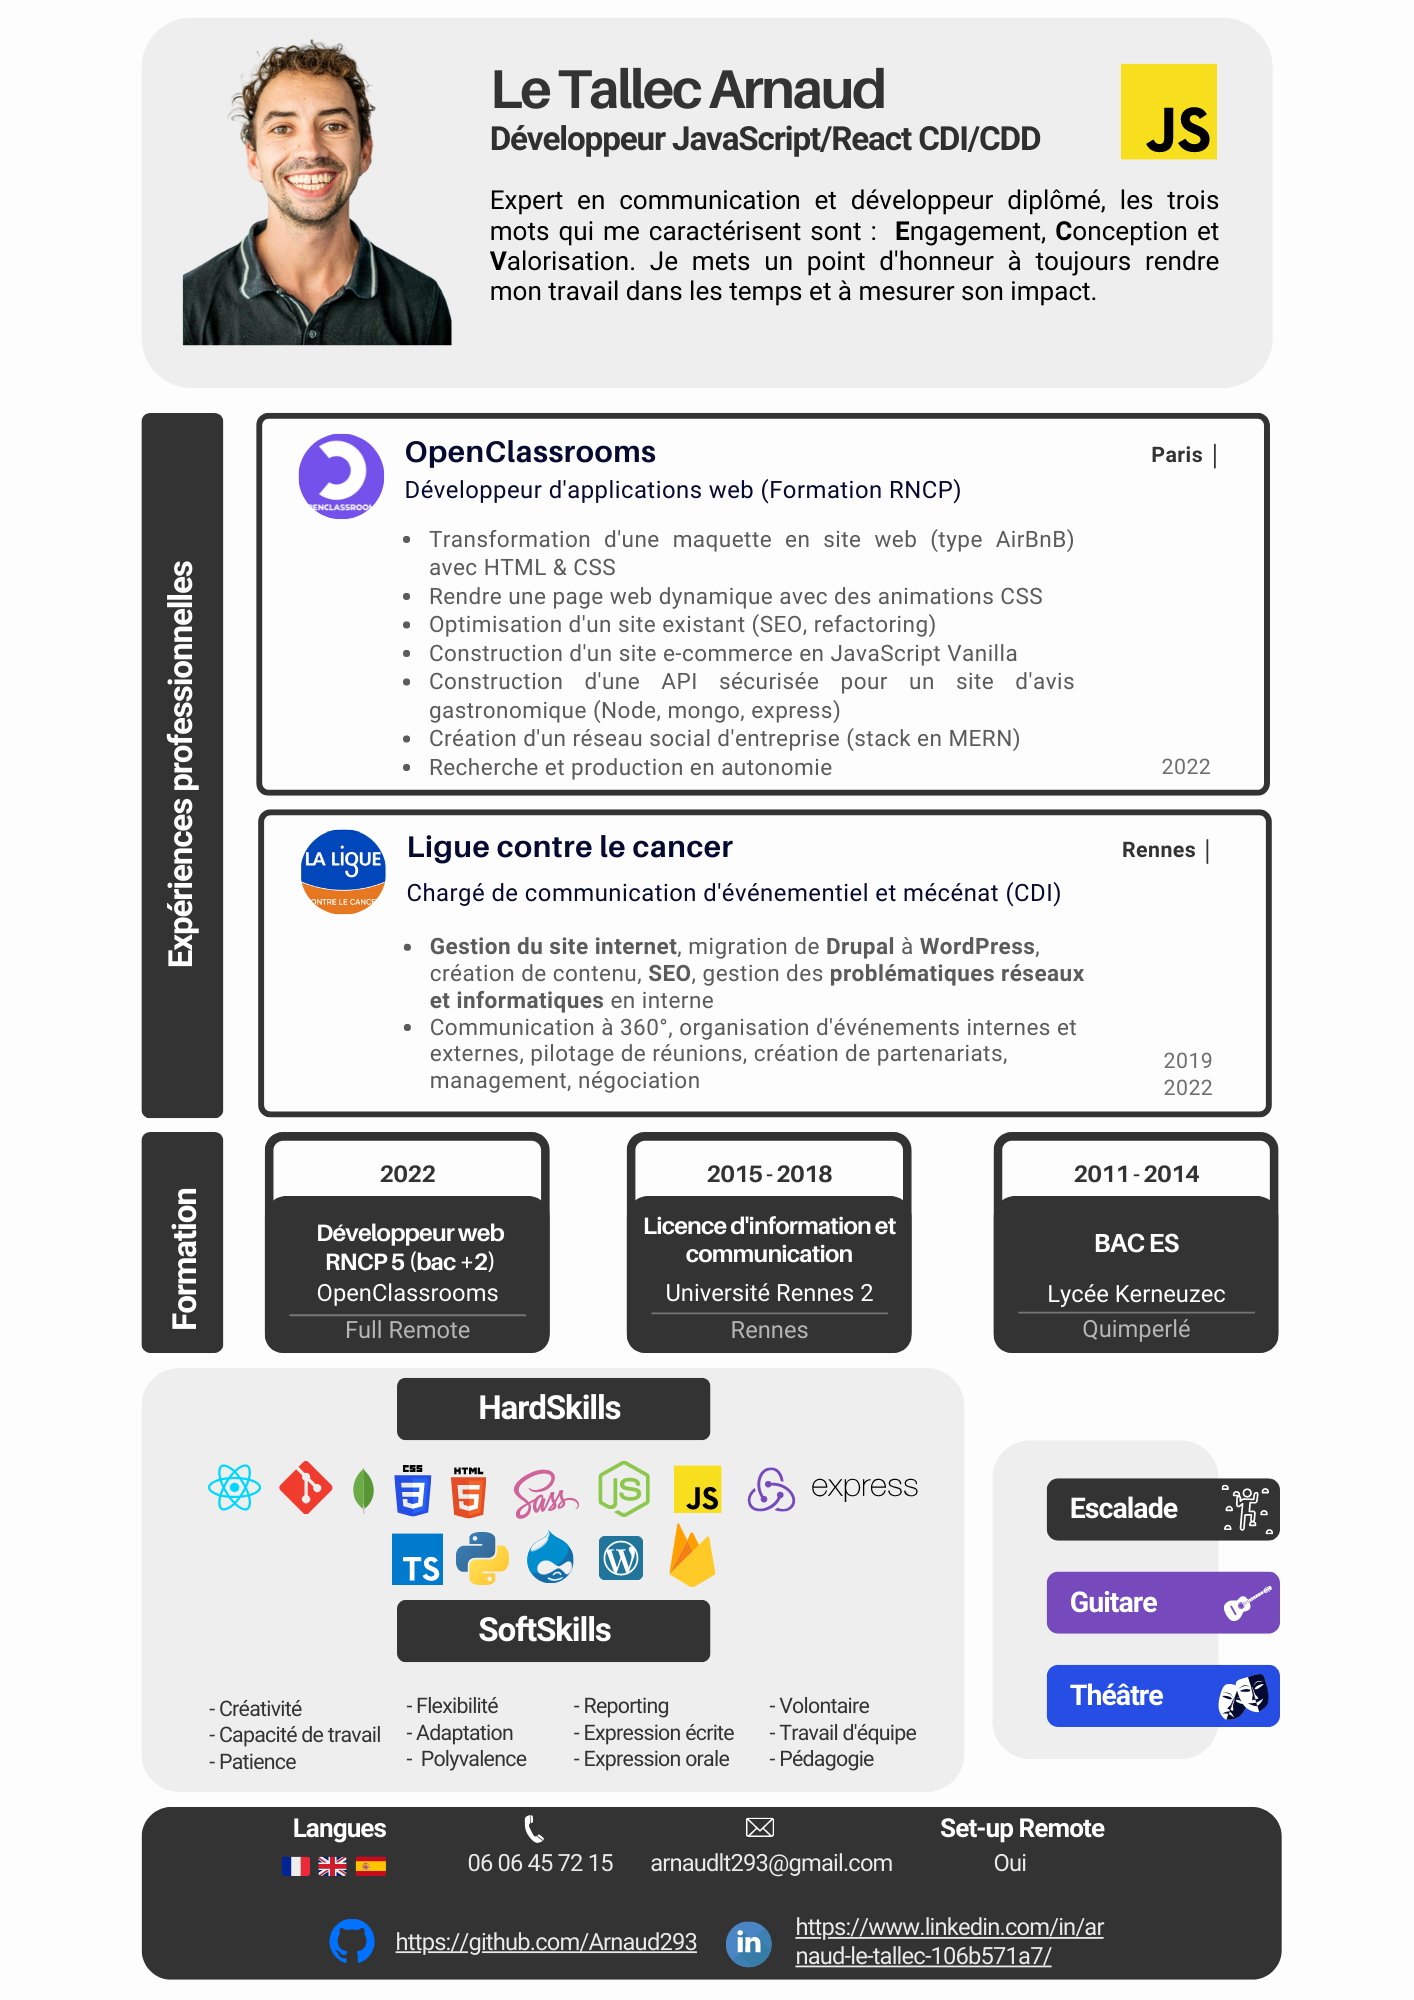 Le Tallec Arnaud
Développeur JavaScript/React CDI/CDD
JS
Expert en communication et développeur diplômé, les trois
mots qui me caractérisent sont : Engagement, Conception et
Valorisation. Je mets un point d'honneur à toujours rendre
mon travail dans les temps et à mesurer son impact.
Expériences professionnelles
OpenClassrooms
Paris |
ENCLASSROO
Développeur d'applications web (Formation RNCP)
• Transformation d'une maquette en site web (type AirBnB)
avec HTML & CSS
• Rendre une page web dynamique avec des animations CSS
• Optimisation d'un site existant (SEO, refactoring)
• Construction d'un site e-commerce en JavaScript Vanilla
• Construction d'une API sécurisée pour un site d'avis
gastronomique (Node, mongo, express)
• Création d'un réseau social d'entreprise (stack en MERN)
• Recherche et production en autonomie
2022
LA LIGUE
ONTRE LE CANCE
Ligue contre le cancer
Rennes |
Chargé de communication d'événementiel et mécénat (CDI)
• Gestion du site internet, migration de Drupal à WordPress,
création de contenu, SEO, gestion des problématiques réseaux
et informatiques en interne
• Communication à 360°, organisation d'événements internes et
externes, pilotage de réunions, création de partenariats,
management, négociation
2019
2022
Formation
2022
Développeur web
RNCP 5 (bac +2)
OpenClassrooms
Full Remote
2015 - 2018
Licence d'information et
communication
Université Rennes 2
Rennes
2011 - 2014
BAC ES
Lycée Kerneuzec
Quimperlé
HardSkills
CSS
3
HTML
5
Sass
JS
JS
express
TS
W
SoftSkills
- Créativité
- Capacité de travail
- Patience
- Flexibilité
- Adaptation
- Polyvalence
- Reporting
- Expression écrite
- Expression orale
- Volontaire
- Travail d'équipe
- Pédagogie
Escalade
Guitare
Théâtre
Langues
06 06 45 72 15
arnaudlt293@gmail.com
Set-up Remote
Oui
https://github.com/Arnaud293
in
https://www.linkedin.com/in/ar
naud-le-tallec-106b571a7/